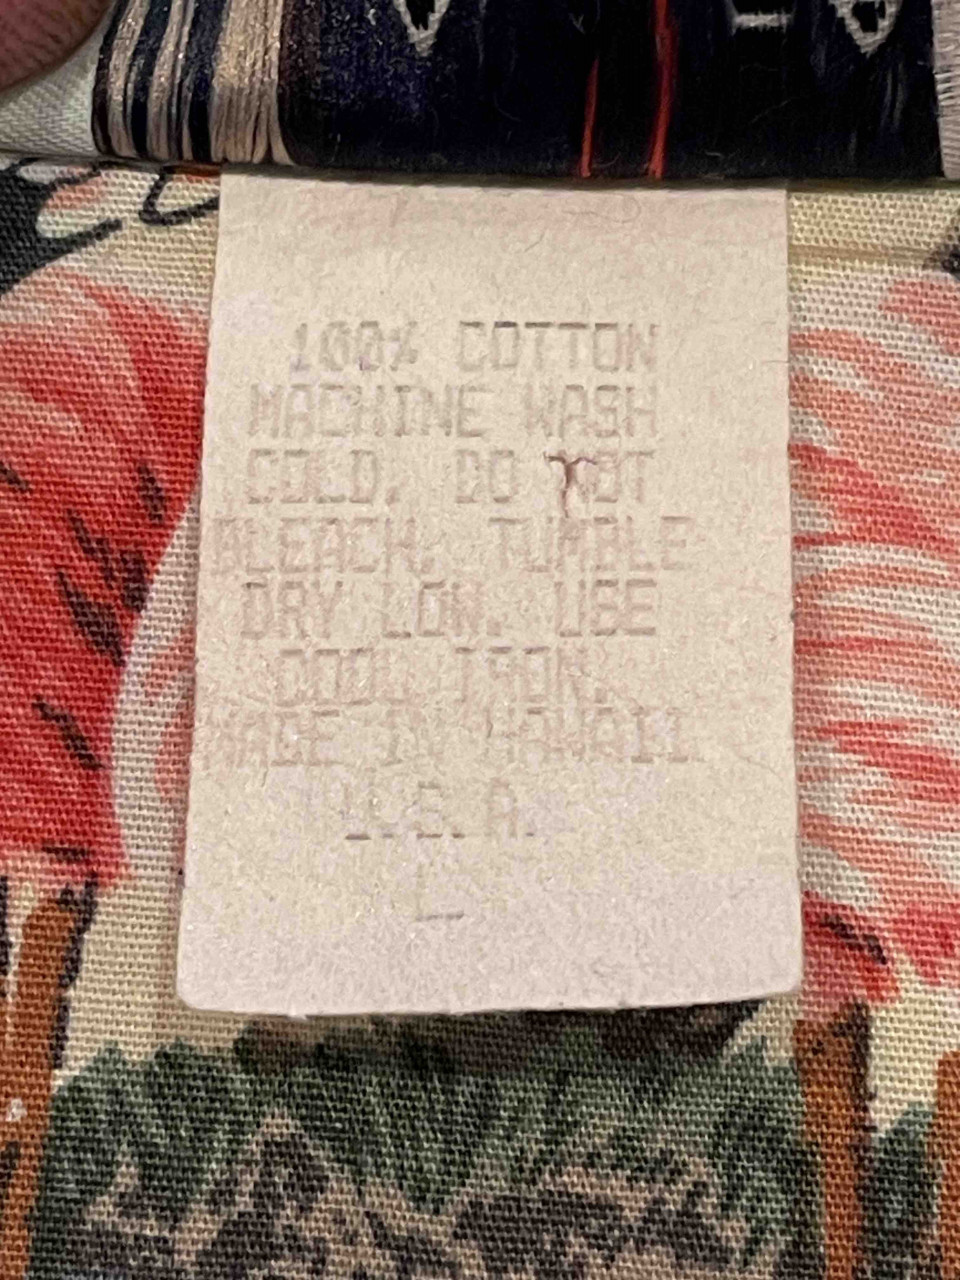 100% COTTON
MACHINE WASH
COLD. DO NOT
BLEACH. TUMBLE
DRY LOW. USE
COOL IRON.
MADE IN HAWAII
U.S.A.
L